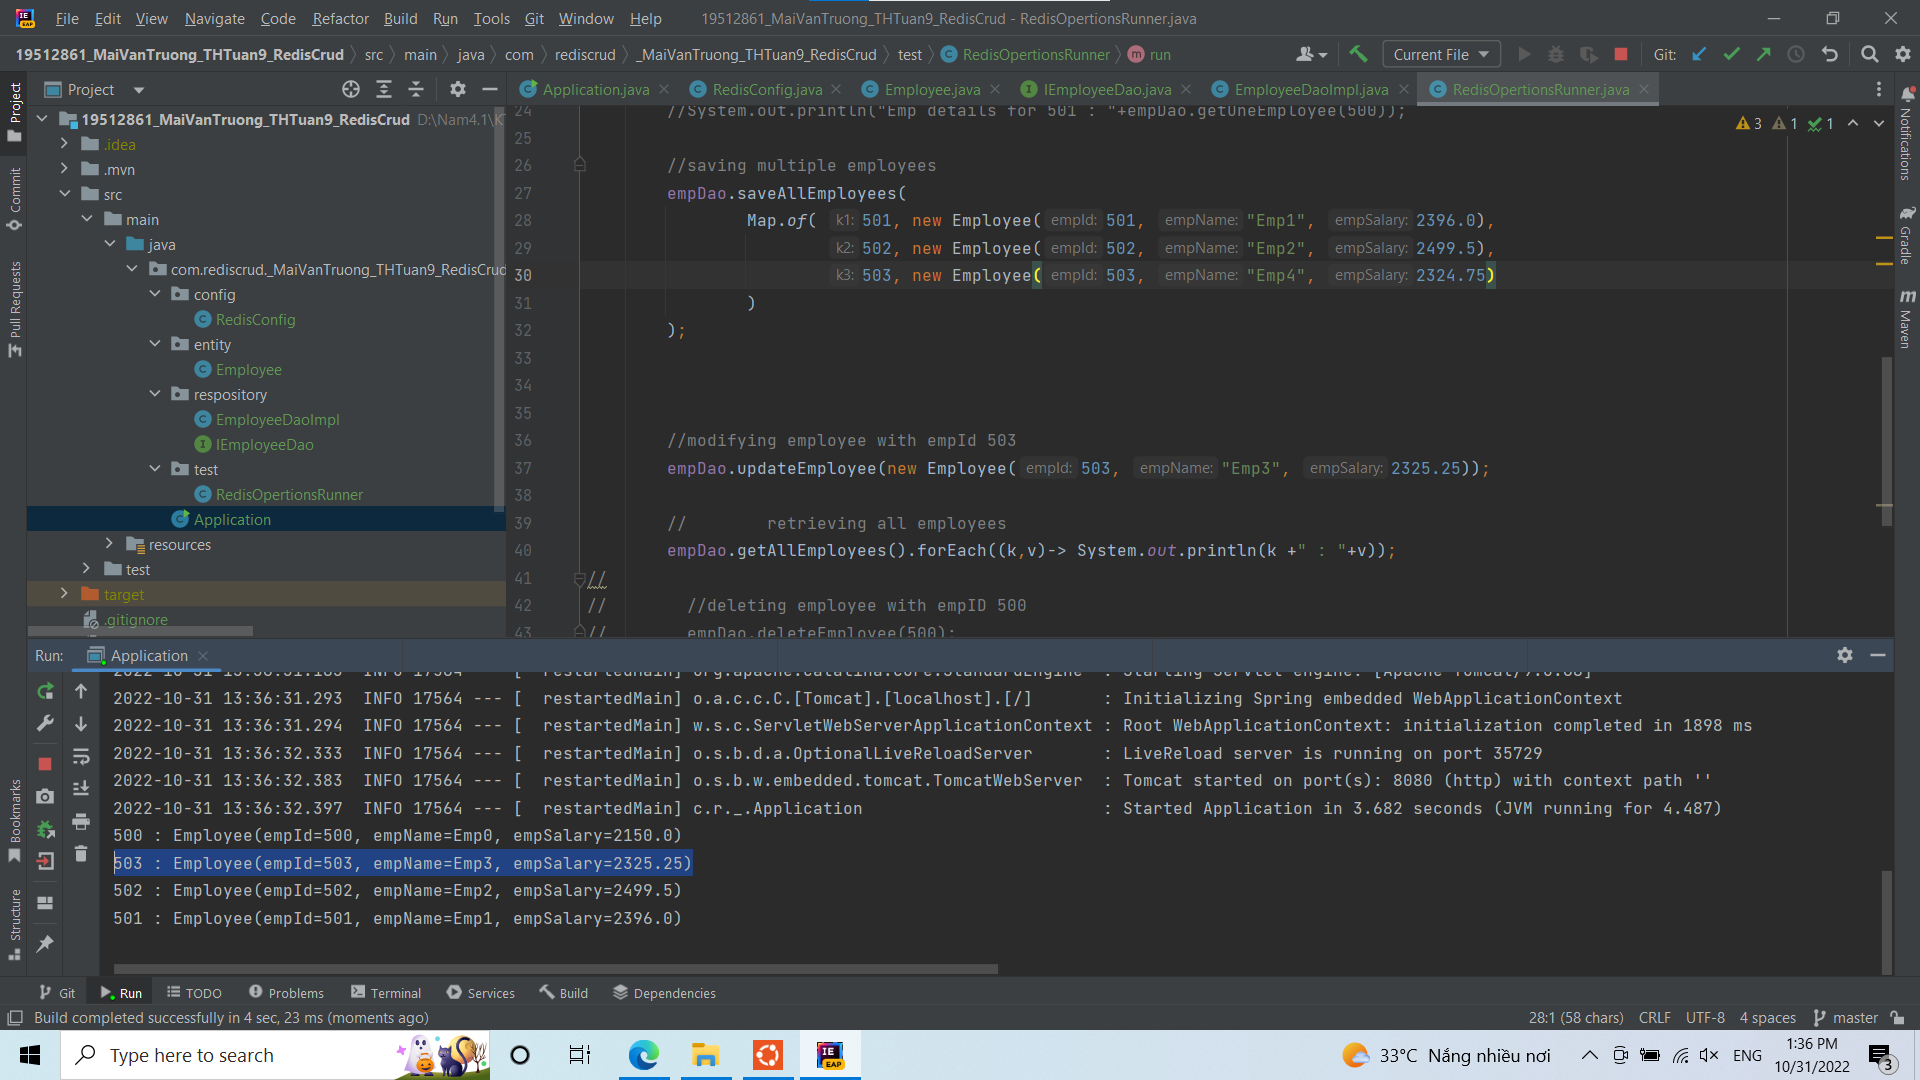 File Edit View Navigate Code Refactor Build Run Tools Git Window Help 19512861_MaiVanTruong_THTuan9_RedisCrud - RedisOpertionsRunner.java
19512861_MaiVanTruong_THTuan9_RedisCrud src main java com rediscrud _MaiVanTruong_THTuan9_RedisCrud test RedisOpertionsRunner run Current File Git:
Project
Application.java RedisConfig.java Employee.java IEmployeeDao.java EmployeeDaoImpl.java RedisOpertionsRunner.java
19512861_MaiVanTruong_THTuan9_RedisCrud D:\Nam4.1\K
.idea
.mvn
src
main
java
com.rediscrud._MaiVanTruong_THTuan9_RedisCrud
config
RedisConfig
entity
Employee
respository
EmployeeDaoImpl
IEmployeeDao
test
RedisOpertionsRunner
Application
resources
test
target
.gitignore
Project
Commit
Pull Requests
Bookmarks
Structure
3 1 1
24 //System.out.println("Emp details for 501 : "+empDao.getOneEmployee(500));
25
26 //saving multiple employees
27 empDao.saveAllEmployees(
28 Map.of( k1: 501, new Employee( empId: 501, empName: "Emp1", empSalary: 2396.0),
29 k2: 502, new Employee( empId: 502, empName: "Emp2", empSalary: 2499.5),
30 k3: 503, new Employee( empId: 503, empName: "Emp4", empSalary: 2324.75)
31 )
32 );
33
34
35
36 //modifying employee with empId 503
37 empDao.updateEmployee(new Employee( empId: 503, empName: "Emp3", empSalary: 2325.25));
38
39 // retrieving all employees
40 empDao.getAllEmployees().forEach((k,v)-> System.out.println(k +" : "+v));
41 //
42 // //deleting employee with empID 500
43 // empDao.deleteEmployee(500);
Notifications
Gradle
Maven
Run: Application
2022-10-31 13:36:31.293 INFO 17564 --- [ restartedMain] o.a.c.c.C.[Tomcat].[localhost].[/] : Initializing Spring embedded WebApplicationContext
2022-10-31 13:36:31.294 INFO 17564 --- [ restartedMain] w.s.c.ServletWebServerApplicationContext : Root WebApplicationContext: initialization completed in 1898 ms
2022-10-31 13:36:32.333 INFO 17564 --- [ restartedMain] o.s.b.d.a.OptionalLiveReloadServer : LiveReload server is running on port 35729
2022-10-31 13:36:32.383 INFO 17564 --- [ restartedMain] o.s.b.w.embedded.tomcat.TomcatWebServer : Tomcat started on port(s): 8080 (http) with context path ''
2022-10-31 13:36:32.397 INFO 17564 --- [ restartedMain] c.r._.Application : Started Application in 3.682 seconds (JVM running for 4.487)
500 : Employee(empId=500, empName=Emp0, empSalary=2150.0)
503 : Employee(empId=503, empName=Emp3, empSalary=2325.25)
502 : Employee(empId=502, empName=Emp2, empSalary=2499.5)
501 : Employee(empId=501, empName=Emp1, empSalary=2396.0)
Git Run TODO Problems Terminal Services Build Dependencies
Build completed successfully in 4 sec, 23 ms (moments ago) 28:1 (58 chars) CRLF UTF-8 4 spaces master
Type here to search 33°C Nắng nhiều nơi ENG 1:36 PM
10/31/2022 3